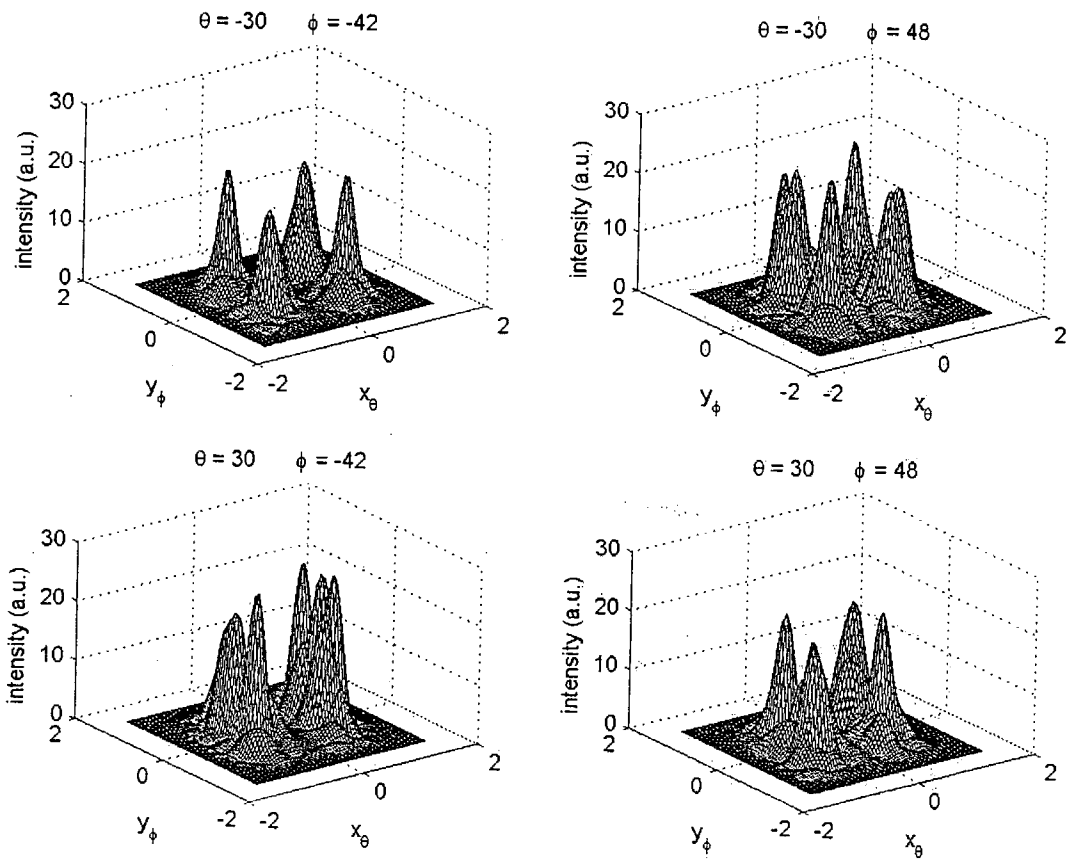 θ = -30 ϕ = -42
30
20
10
0
intensity (a.u.)
2
0
-2
y_ϕ
-2
0
2
x_θ
θ = -30 ϕ = 48
30
20
10
0
intensity (a.u.)
2
0
-2
y_ϕ
-2
0
2
x_θ
θ = 30 ϕ = -42
30
20
10
0
intensity (a.u.)
2
0
-2
y_ϕ
-2
0
2
x_θ
θ = 30 ϕ = 48
30
20
10
0
intensity (a.u.)
2
0
-2
y_ϕ
-2
0
2
x_θ